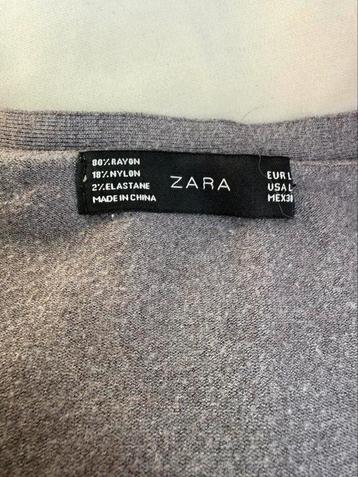 80%RAYON
18%NYLON
2%ELASTANE
MADE IN CHINA
ZARA
EUR L
USA L
MEX